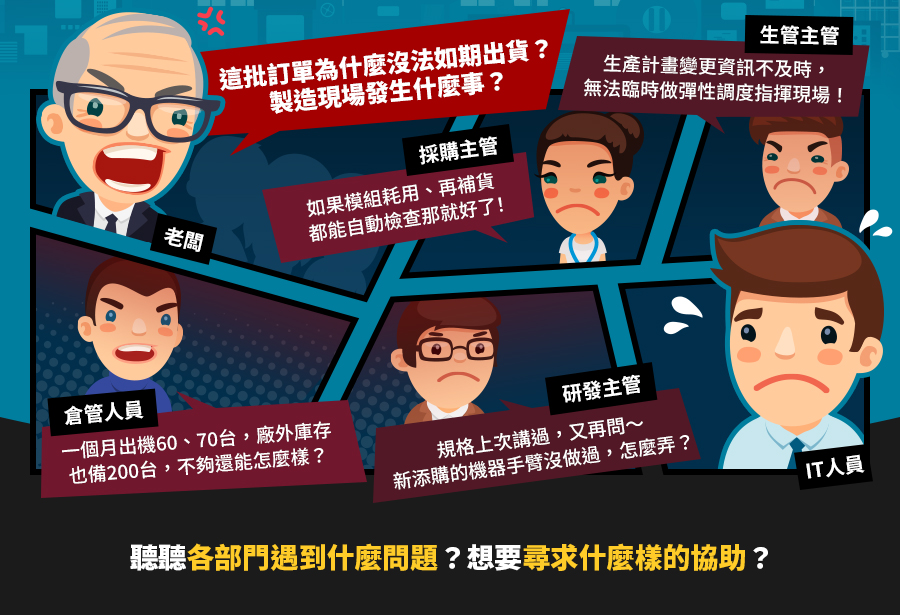 這批訂單為什麼沒法如期出貨？
製造現場發生什麼事？
老闆
採購主管
如果模組耗用、再補貨
都能自動檢查那就好了！
生管主管
生產計畫變更資訊不及時，
無法臨時做彈性調度指揮現場！
倉管人員
一個月出機60、70台，廠外庫存
也備200台，不夠還能怎麼樣？
研發主管
規格上次講過，又再問～
新添購的機器手臂沒做過，怎麼弄？
IT人員
聽聽各部門遇到什麼問題？想要尋求什麼樣的協助？